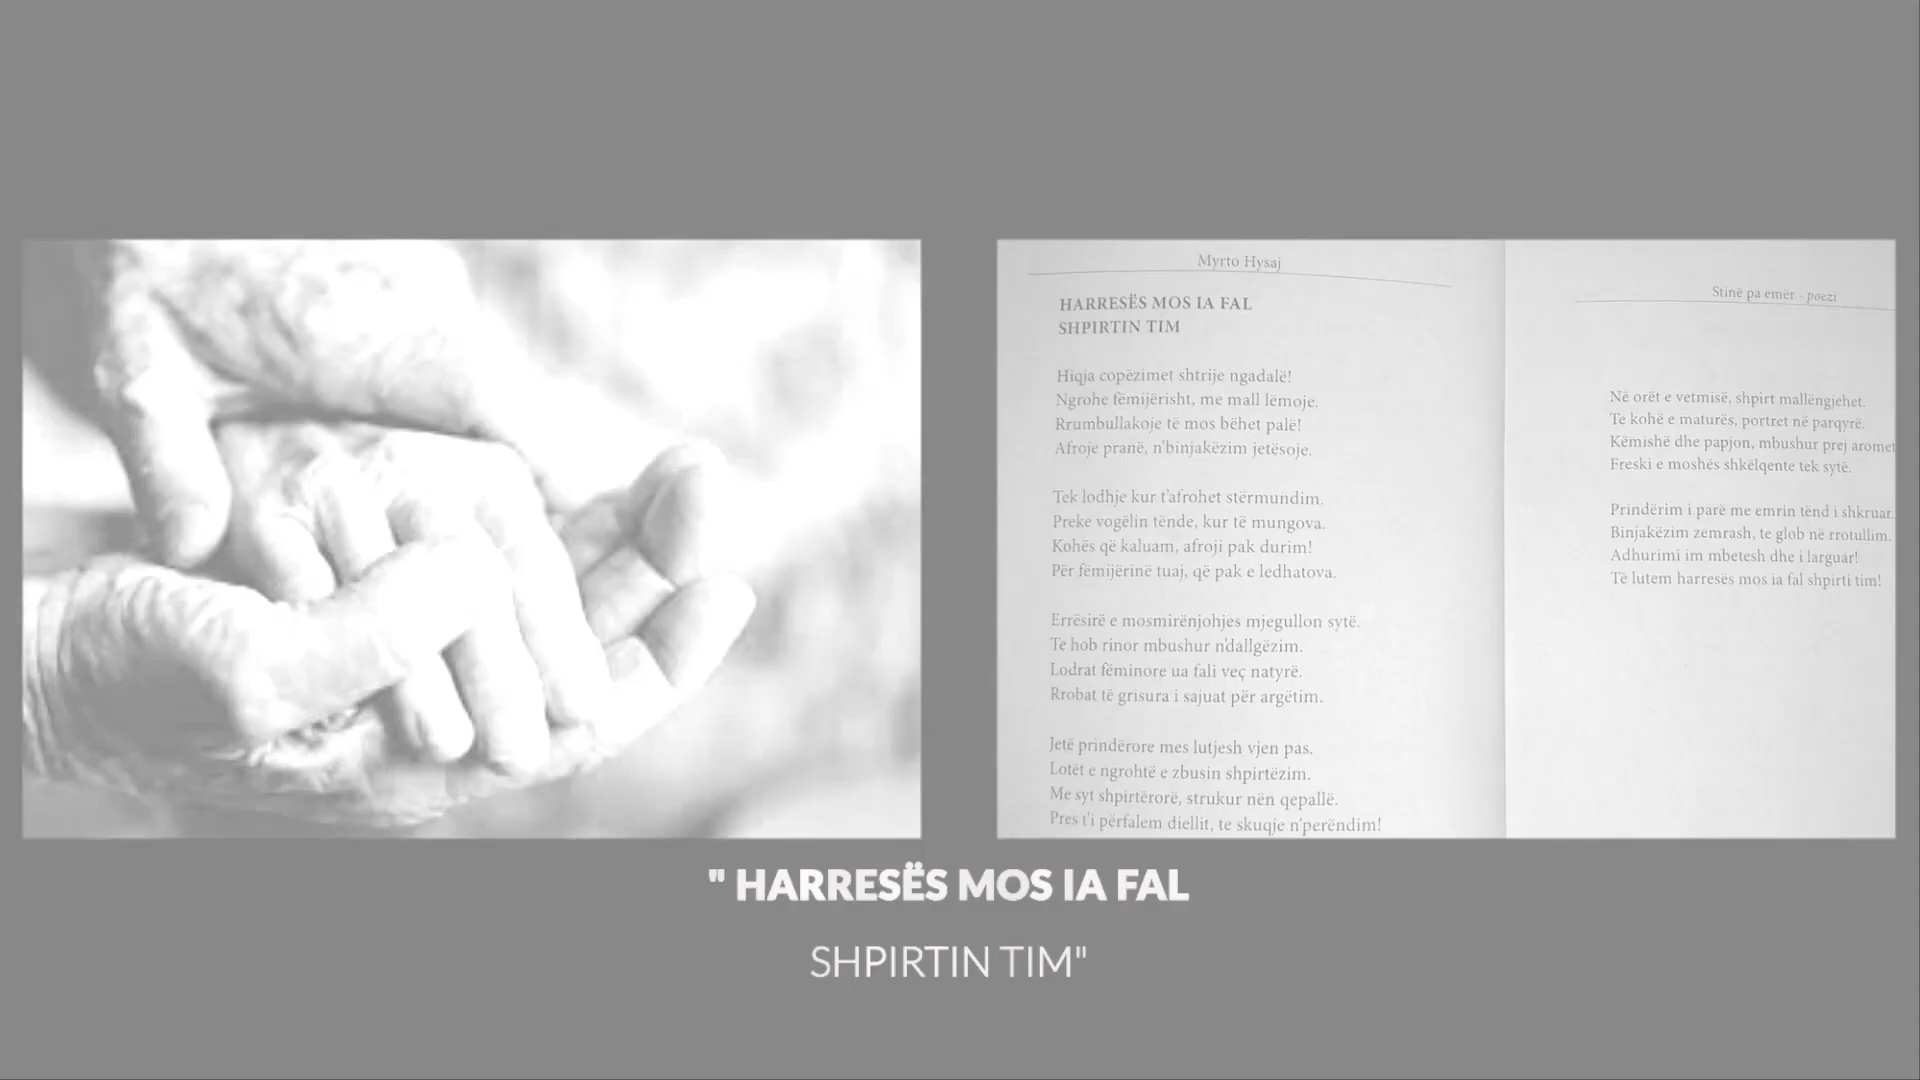 Myrto Hysaj
HARRESËS MOS IA FAL
SHPIRTIN TIM
Hiqja copëzimet shtrije ngadalë!
Ngrohe fëmijërisht, me mall lëmoje.
Rrumbullakoje të mos bëhet palë!
Afroje pranë, n'binjakëzim jetësoje.
Tek lodhje kur t'afrohet stërmundim.
Preke vogëlin tënde, kur të mungova.
Kohës që kaluam, afroji pak durim!
Për fëmijërinë tuaj, që pak e ledhatova.
Errësirë e mosmirënjohjes mjegullon sytë.
Te hob rinor mbushur n'dallgëzim.
Lodrat fëminore ua fali veç natyrë.
Rrobat të grisura i sajuat për argëtim.
Jetë prindërore mes lutjesh vjen pas.
Lotët e ngrohtë e zbusin shpirtëzim.
Me syt shpirtërorë, strukur nën qepallë.
Pres t'i përfalem diellit, te skuqje n'perëndim!
Stinë pa emër - poezi
Në orët e vetmisë, shpirt mallëngjehet.
Te kohë e maturës, portret në parqyrë.
Këmishë dhe papjon, mbushur prej aromet
Freski e moshës shkëlqente tek sytë.
Prindërim i parë me emrin tënd i shkruar.
Binjakëzim zemrash, te glob në rrotullim.
Adhurimi im mbetesh dhe i larguar!
Të lutem harresës mos ia fal shpirti tim!
" HARRESËS MOS IA FAL
SHPIRTIN TIM"